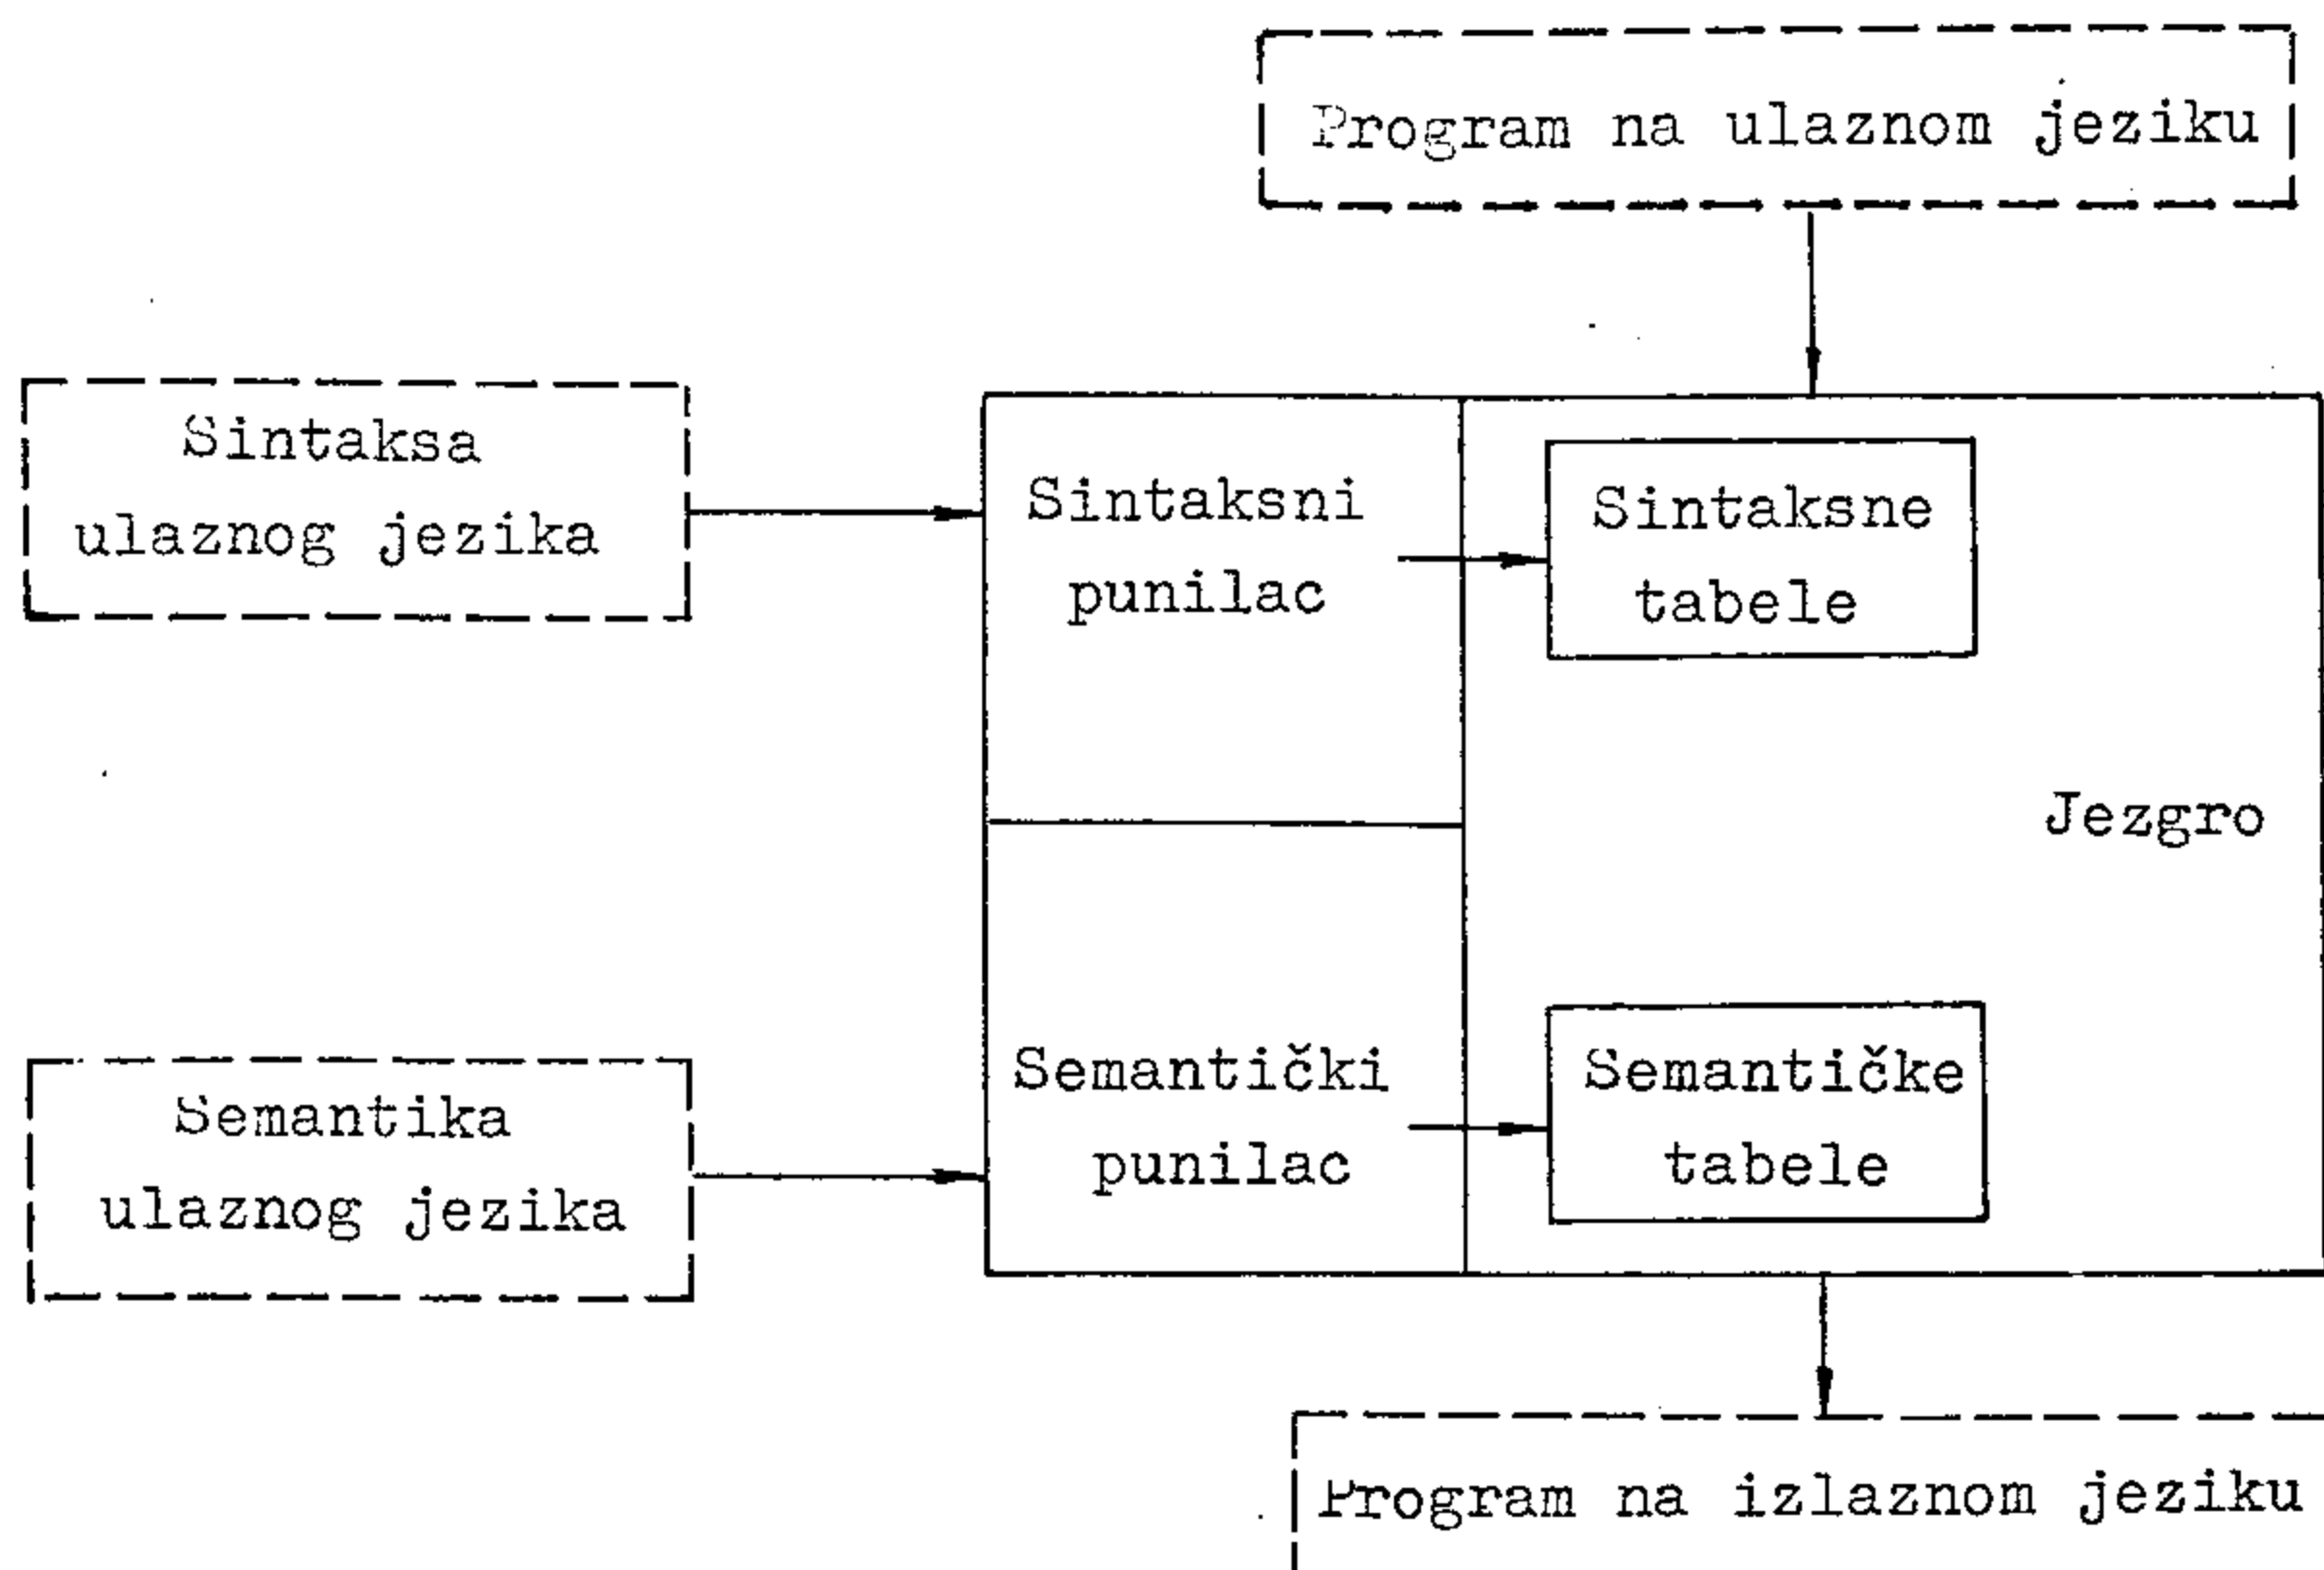 Program na ulaznom jeziku
Sintaksa
ulaznog jezika
Sintaksni
punilac
Sintaksne
tabele
Jezgro
Semantika
ulaznog jezika
Semantički
punilac
Semantičke
tabele
Program na izlaznom jeziku